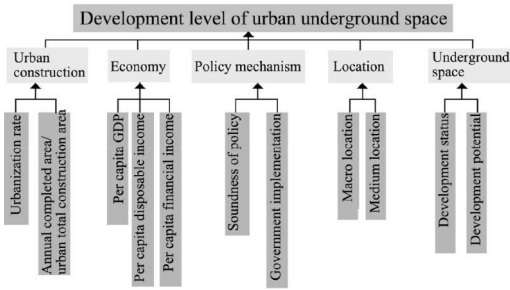 Development level of urban underground space
Urban
construction
Economy
Policy mechanism
Location
Underground
space
Urbanization rate
Annual completed area/
urban total construction area
Per capita GDP
Per capita disposable income
Per capita financial income
Soundness of policy
Government implementation
Macro location
Medium location
Development status
Development potential